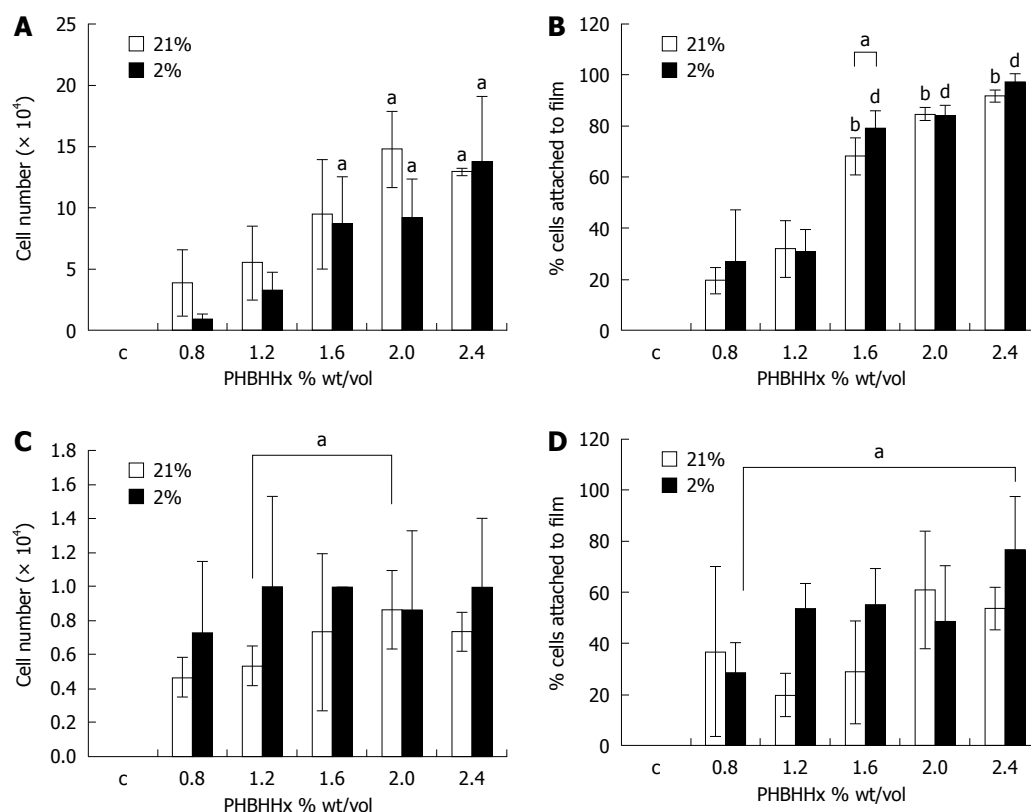 A
25
20
15
10
5
0
Cell number (× 10⁴)
21%
2%
a
a
a
a
a
c 0.8 1.2 1.6 2.0 2.4
PHBHHx % wt/vol
B
120
100
80
60
40
20
0
% cells attached to film
21%
2%
a
b d
b d
b d
c 0.8 1.2 1.6 2.0 2.4
PHBHHx % wt/vol
C
1.8
1.6
1.4
1.2
1.0
0.8
0.6
0.4
0.2
0.0
Cell number (× 10⁴)
21%
2%
a
c 0.8 1.2 1.6 2.0 2.4
PHBHHx % wt/vol
D
120
100
80
60
40
20
0
% cells attached to film
21%
2%
a
c 0.8 1.2 1.6 2.0 2.4
PHBHHx % wt/vol